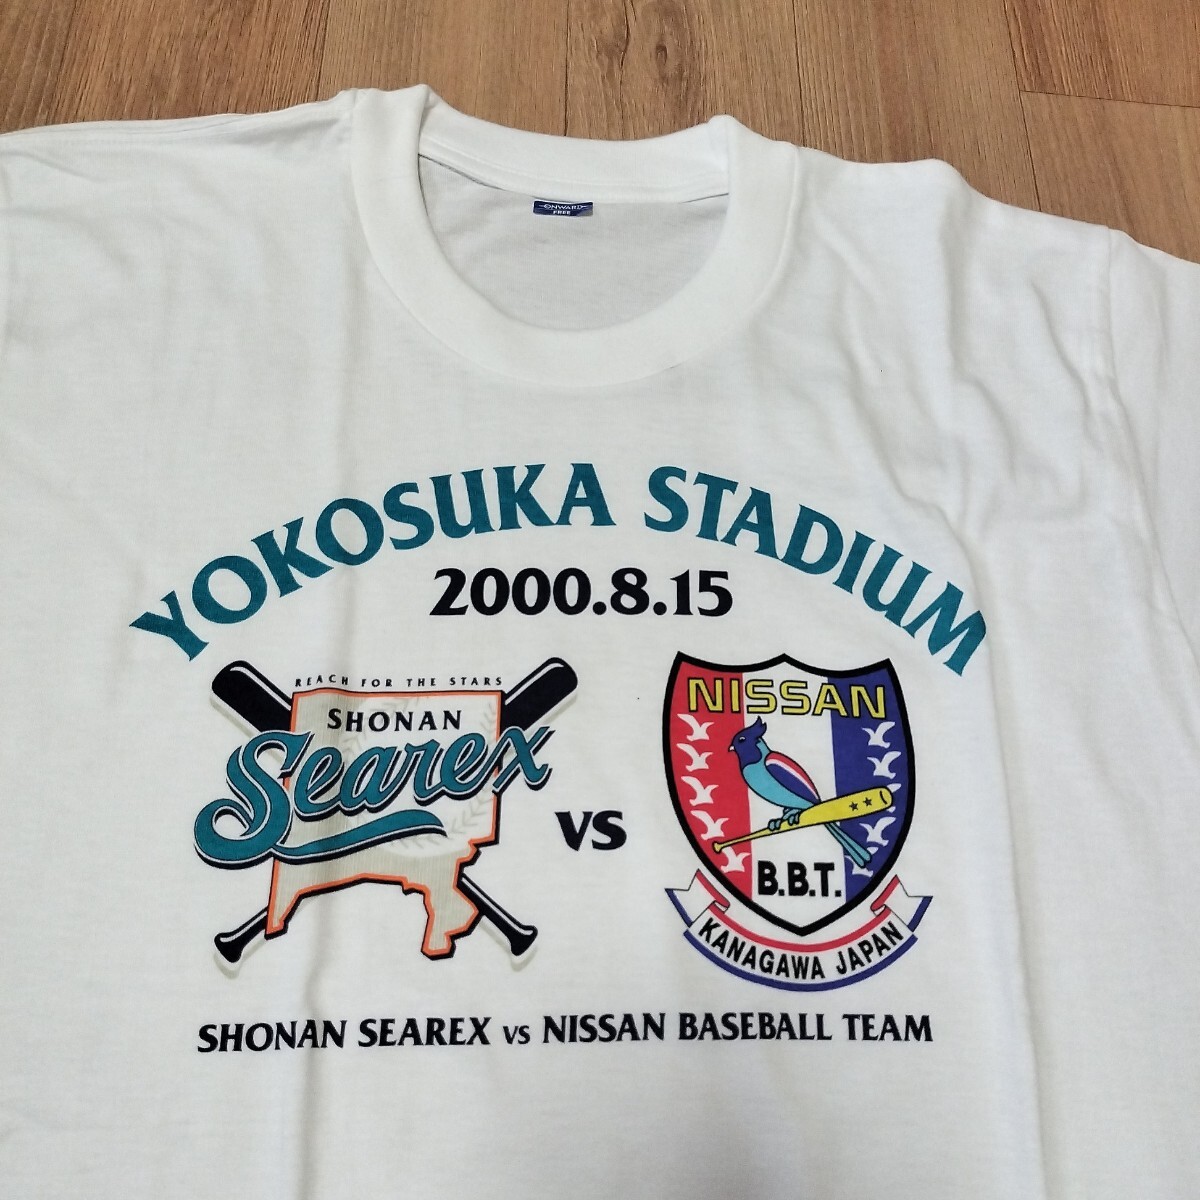 ONWARD
FREE
YOKOSUKA STADIUM
2000.8.15
REACH FOR THE STARS
SHONAN
Searex
VS
NISSAN
B.B.T.
KANAGAWA JAPAN
SHONAN SEAREX VS NISSAN BASEBALL TEAM